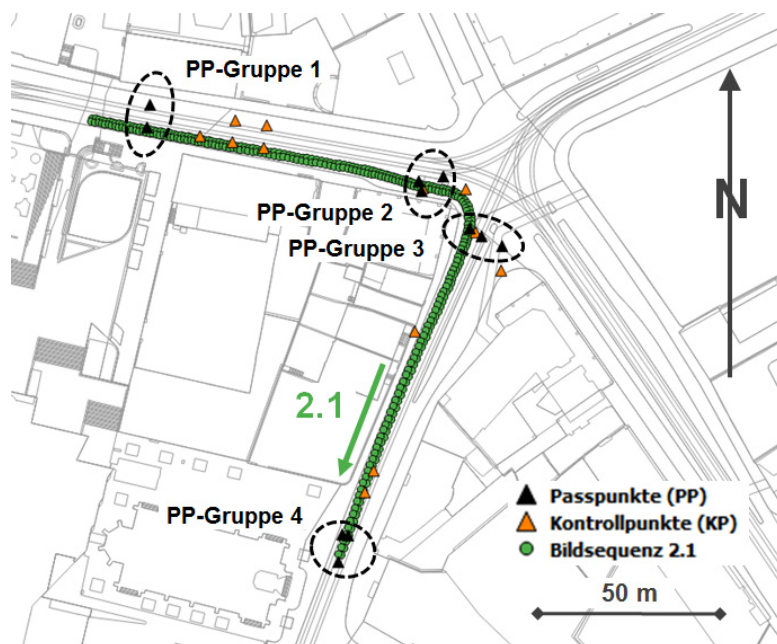 PP-Gruppe 1
PP-Gruppe 2
PP-Gruppe 3
N
2.1
PP-Gruppe 4
Passpunkte (PP)
Kontrollpunkte (KP)
Bildsequenz 2.1
50 m